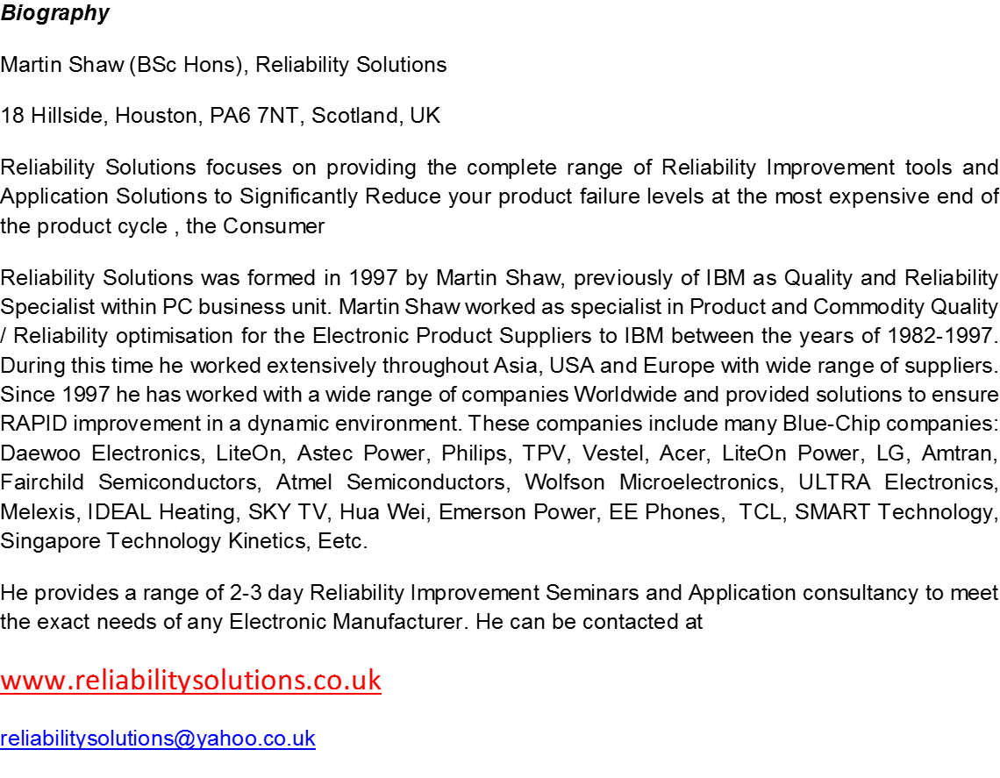 Biography
Martin Shaw (BSc Hons), Reliability Solutions
18 Hillside, Houston, PA6 7NT, Scotland, UK
Reliability Solutions focuses on providing the complete range of Reliability Improvement tools and
Application Solutions to Significantly Reduce your product failure levels at the most expensive end of
the product cycle , the Consumer
Reliability Solutions was formed in 1997 by Martin Shaw, previously of IBM as Quality and Reliability
Specialist within PC business unit. Martin Shaw worked as specialist in Product and Commodity Quality
/ Reliability optimisation for the Electronic Product Suppliers to IBM between the years of 1982-1997.
During this time he worked extensively throughout Asia, USA and Europe with wide range of suppliers.
Since 1997 he has worked with a wide range of companies Worldwide and provided solutions to ensure
RAPID improvement in a dynamic environment. These companies include many Blue-Chip companies:
Daewoo Electronics, LiteOn, Astec Power, Philips, TPV, Vestel, Acer, LiteOn Power, LG, Amtran,
Fairchild Semiconductors, Atmel Semiconductors, Wolfson Microelectronics, ULTRA Electronics,
Melexis, IDEAL Heating, SKY TV, Hua Wei, Emerson Power, EE Phones,  TCL, SMART Technology,
Singapore Technology Kinetics, Eetc.
He provides a range of 2-3 day Reliability Improvement Seminars and Application consultancy to meet
the exact needs of any Electronic Manufacturer. He can be contacted at
www.reliabilitysolutions.co.uk
reliabilitysolutions@yahoo.co.uk